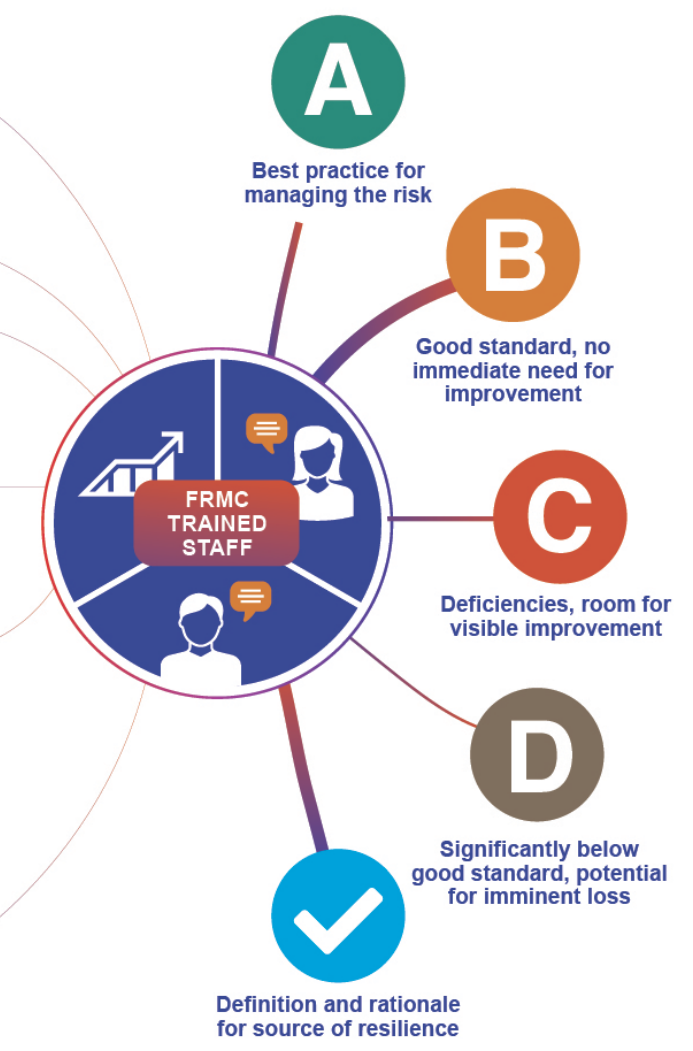 A
Best practice for
managing the risk
B
Good standard, no
immediate need for
improvement
FRMC
TRAINED
STAFF
C
Deficiencies, room for
visible improvement
D
Significantly below
good standard, potential
for imminent loss
Definition and rationale
for source of resilience